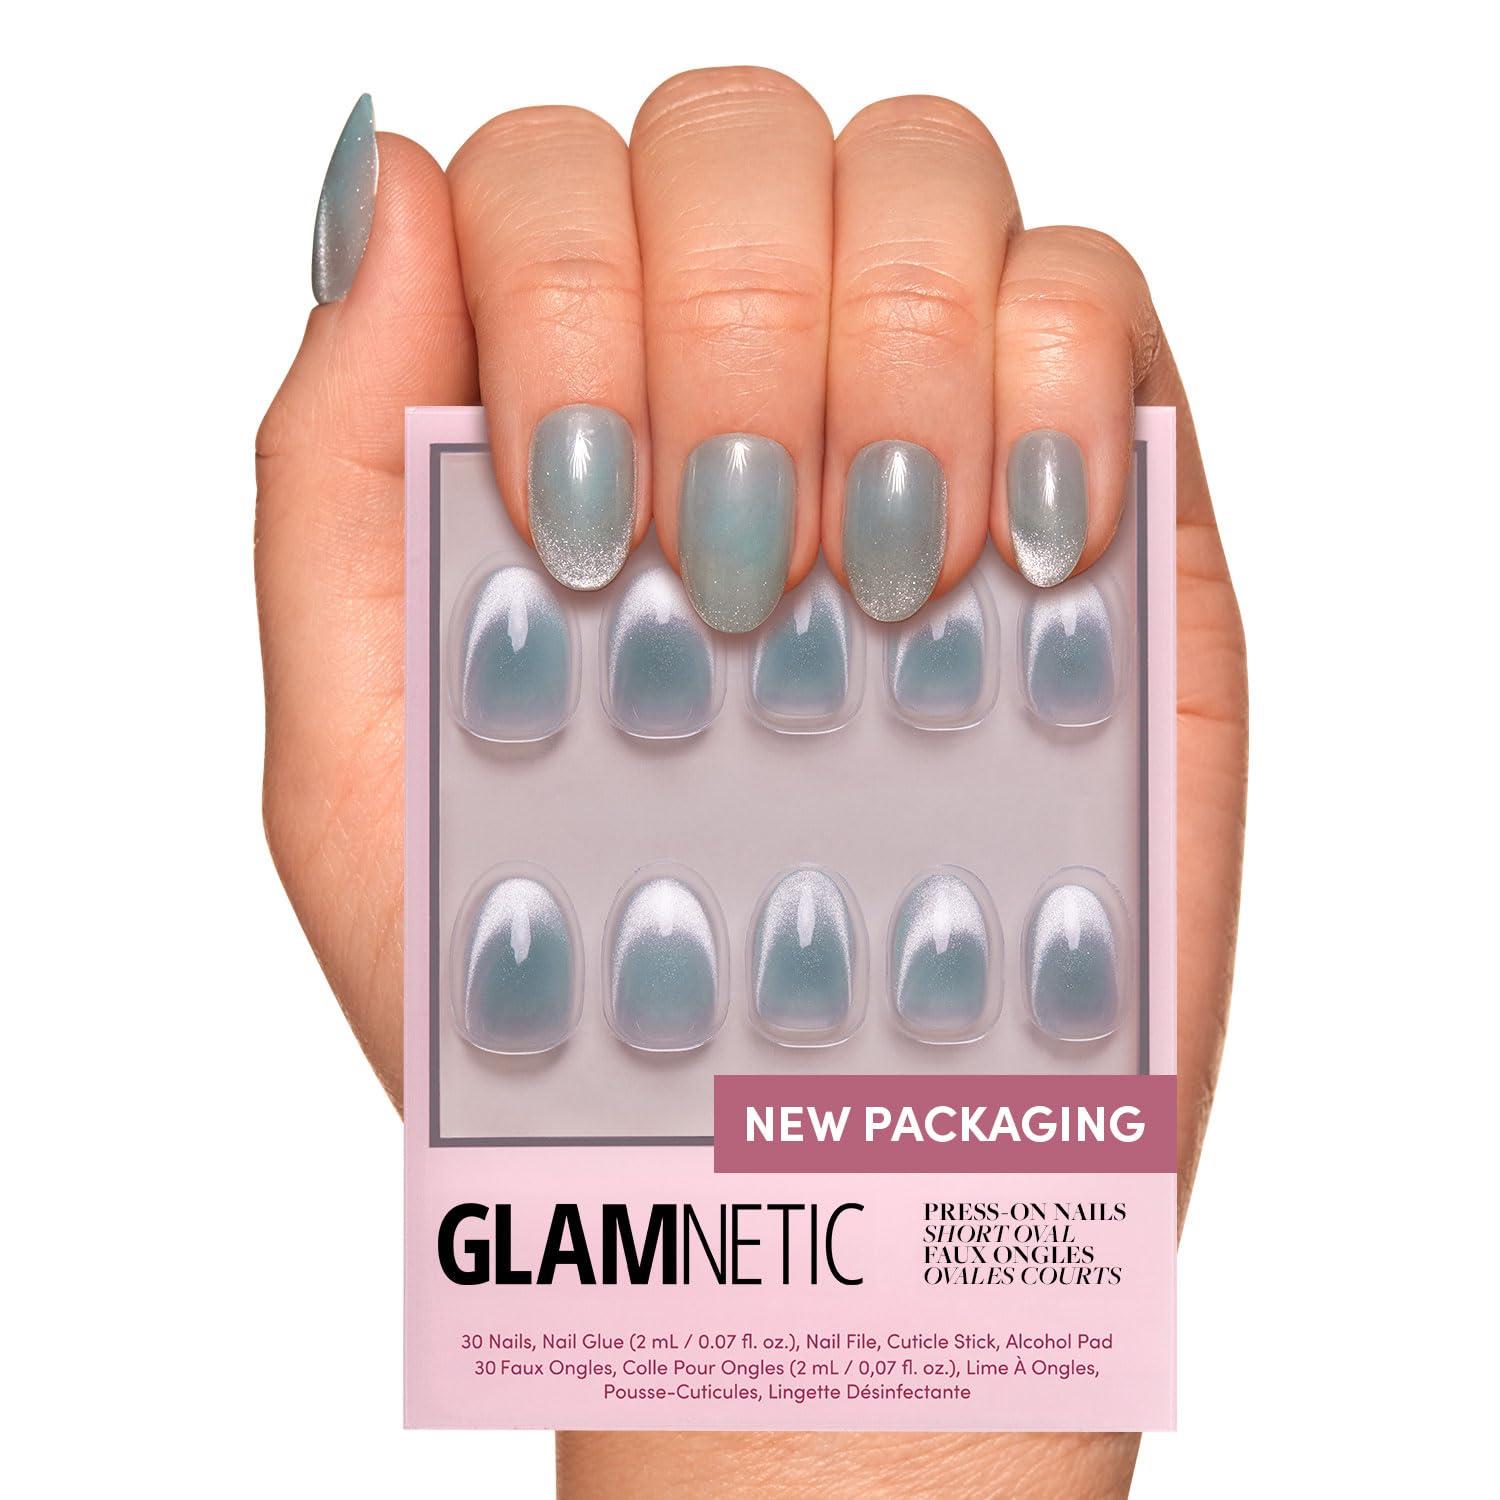 NEW PACKAGING
GLAMNETIC
PRESS-ON NAILS
SHORT OVAL
FAUX ONGLES
OVALES COURTS
30 Nails, Nail Glue (2 mL / 0.07 fl. oz.), Nail File, Cuticle Stick, Alcohol Pad
30 Faux Ongles, Colle Pour Ongles (2 mL / 0,07 fl. oz.), Lime À Ongles,
Pousse-Cuticules, Lingette Désinfectante